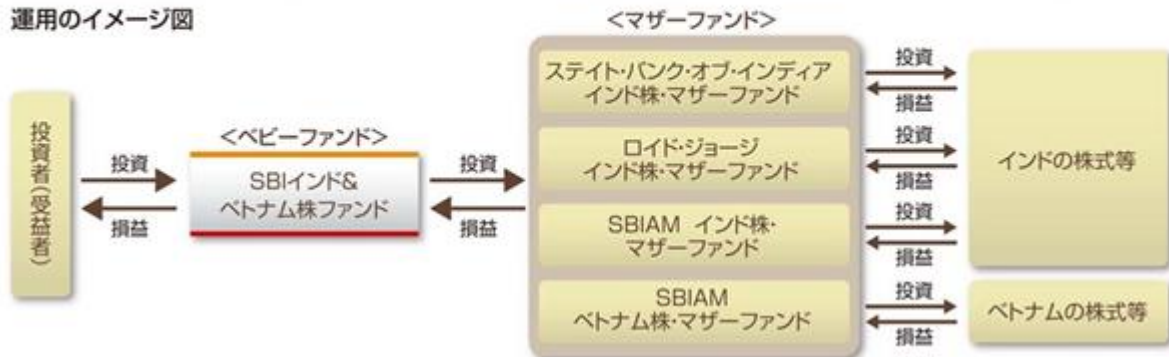 運用のイメージ図
<マザーファンド>
ステイト・バンク・オブ・インディア
インド株・マザーファンド
投資
損益
投資者(受益者)
<ベビーファンド>
投資
損益
SBIインド&
ベトナム株ファンド
投資
損益
ロイド・ジョージ
インド株・マザーファンド
投資
損益
インドの株式等
SBIAM インド株・
マザーファンド
投資
損益
SBIAM
ベトナム株・マザーファンド
投資
損益
ベトナムの株式等